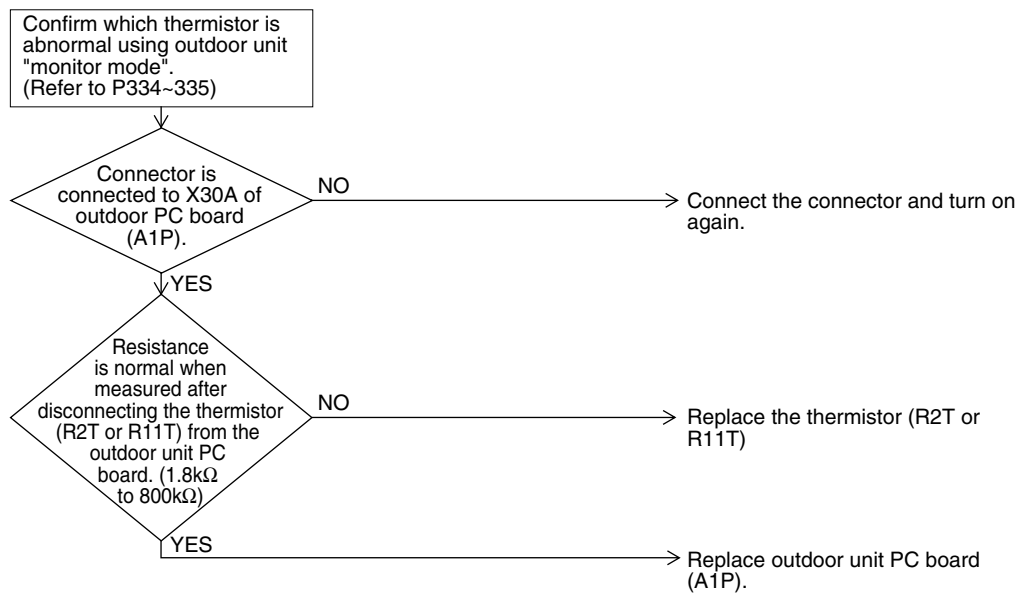 Confirm which thermistor is
abnormal using outdoor unit
"monitor mode".
(Refer to P334~335)
Connector is
connected to X30A of
outdoor PC board
(A1P).
NO
Connect the connector and turn on
again.
YES
Resistance
is normal when
measured after
disconnecting the thermistor
(R2T or R11T) from the
outdoor unit PC
board. (1.8kΩ
to 800kΩ)
NO
Replace the thermistor (R2T or
R11T)
YES
Replace outdoor unit PC board
(A1P).